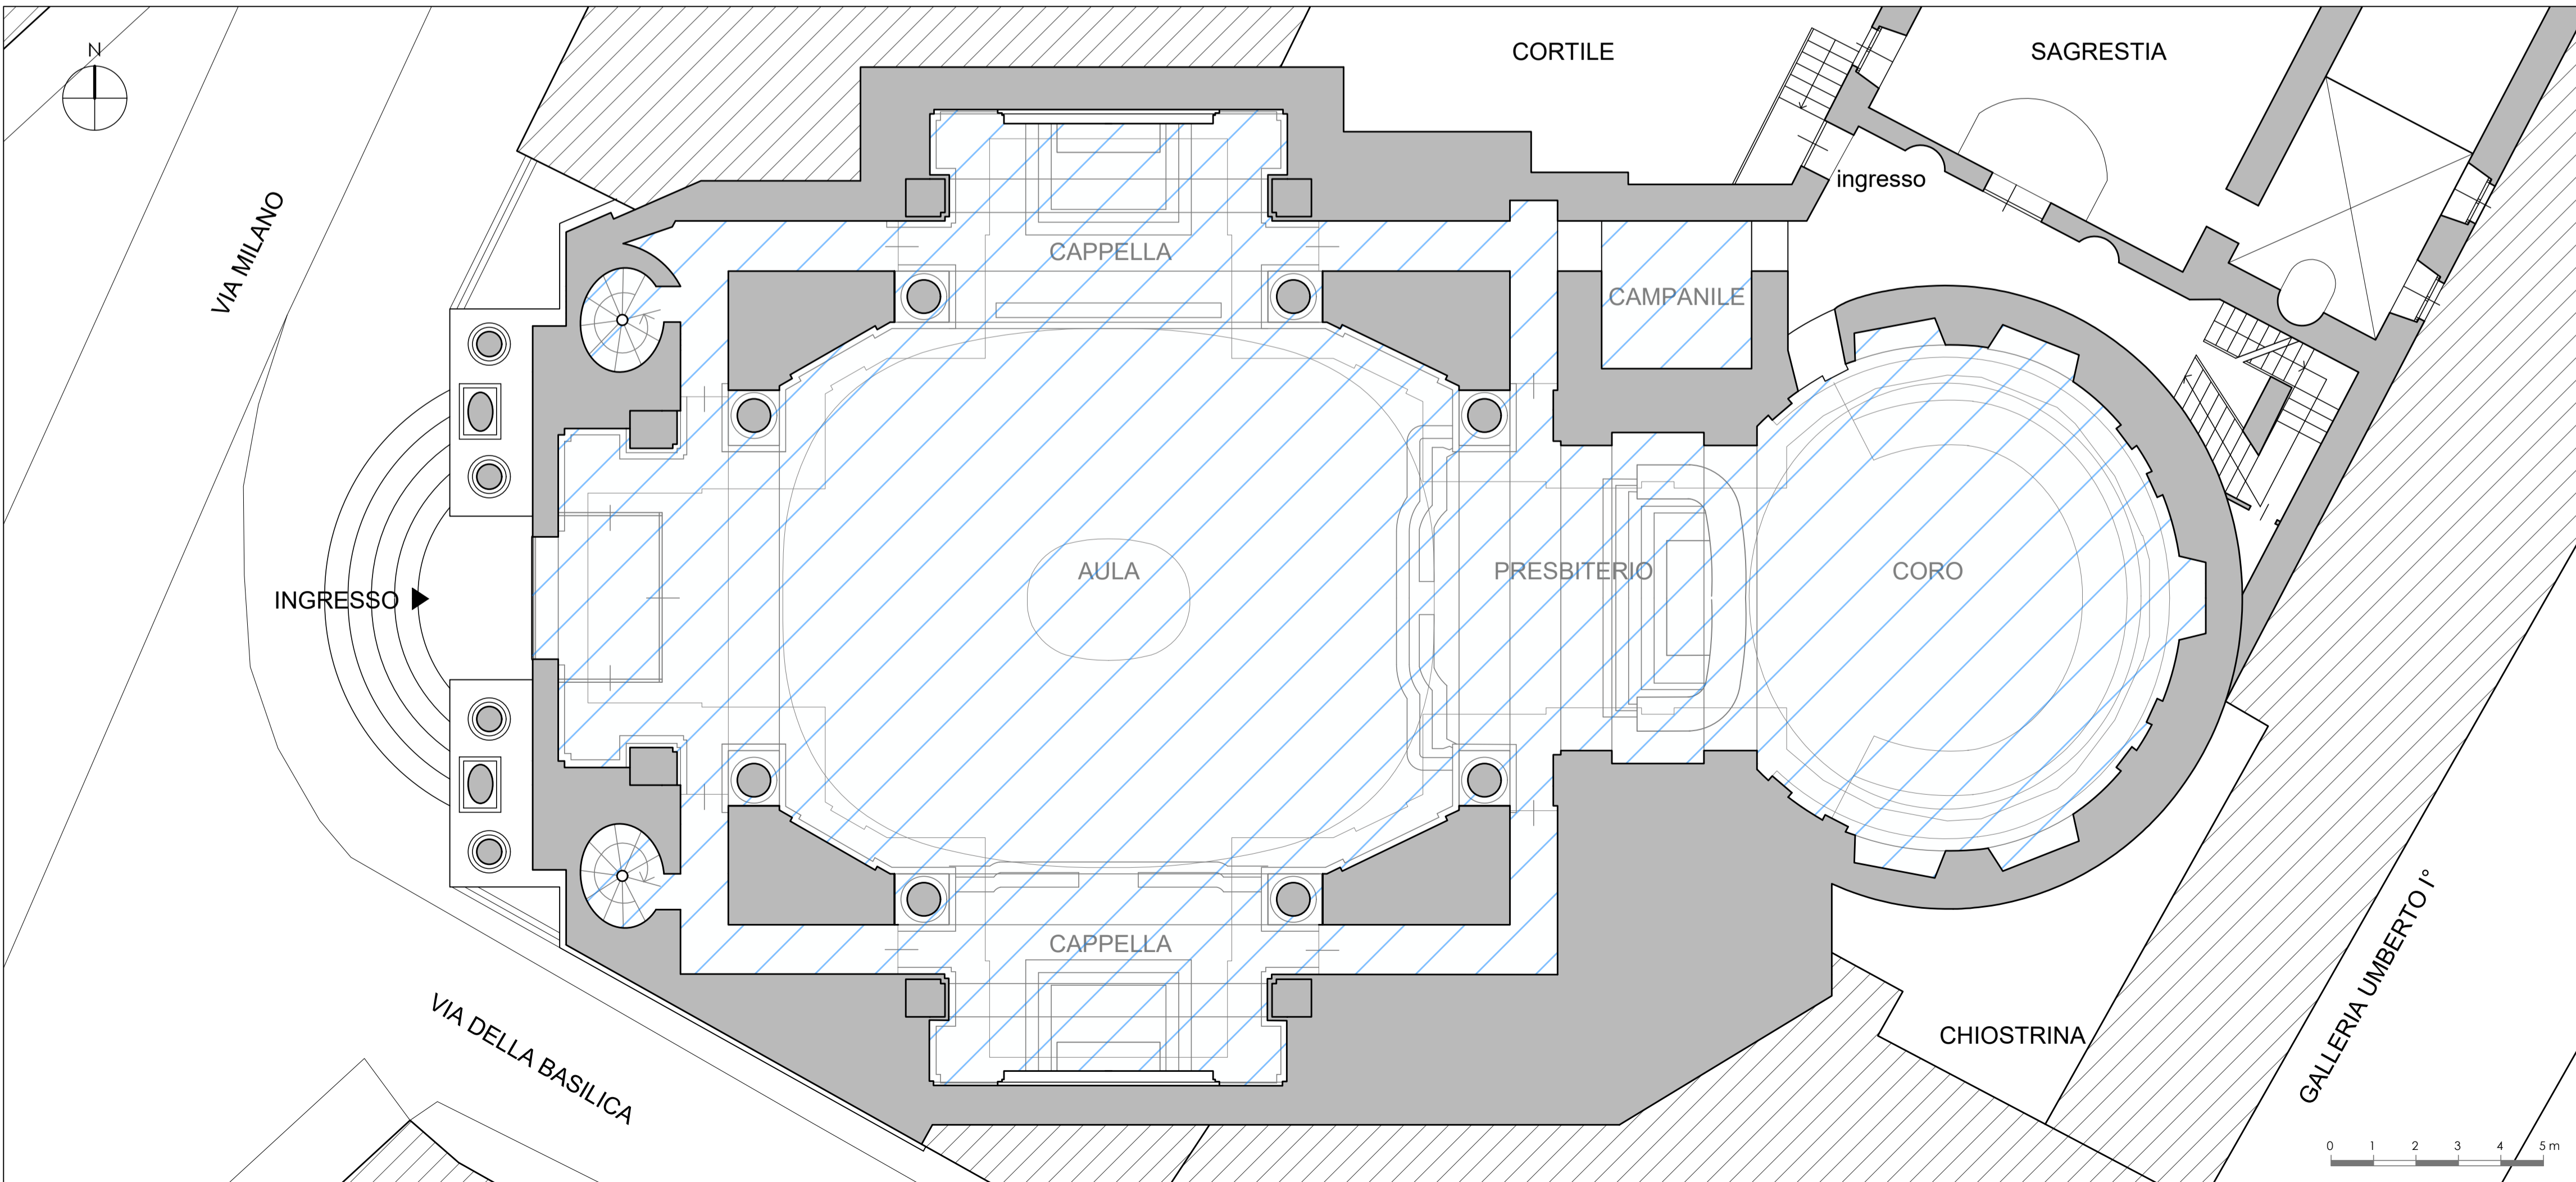 N
CORTILE
SAGRESTIA
ingresso
VIA MILANO
CAPPELLA
CAMPANILE
AULA
PRESBITERIO
CORO
INGRESSO
CAPPELLA
VIA DELLA BASILICA
CHIOSTRINA
GALLERIA UMBERTO I°
0 1 2 3 4 5 m